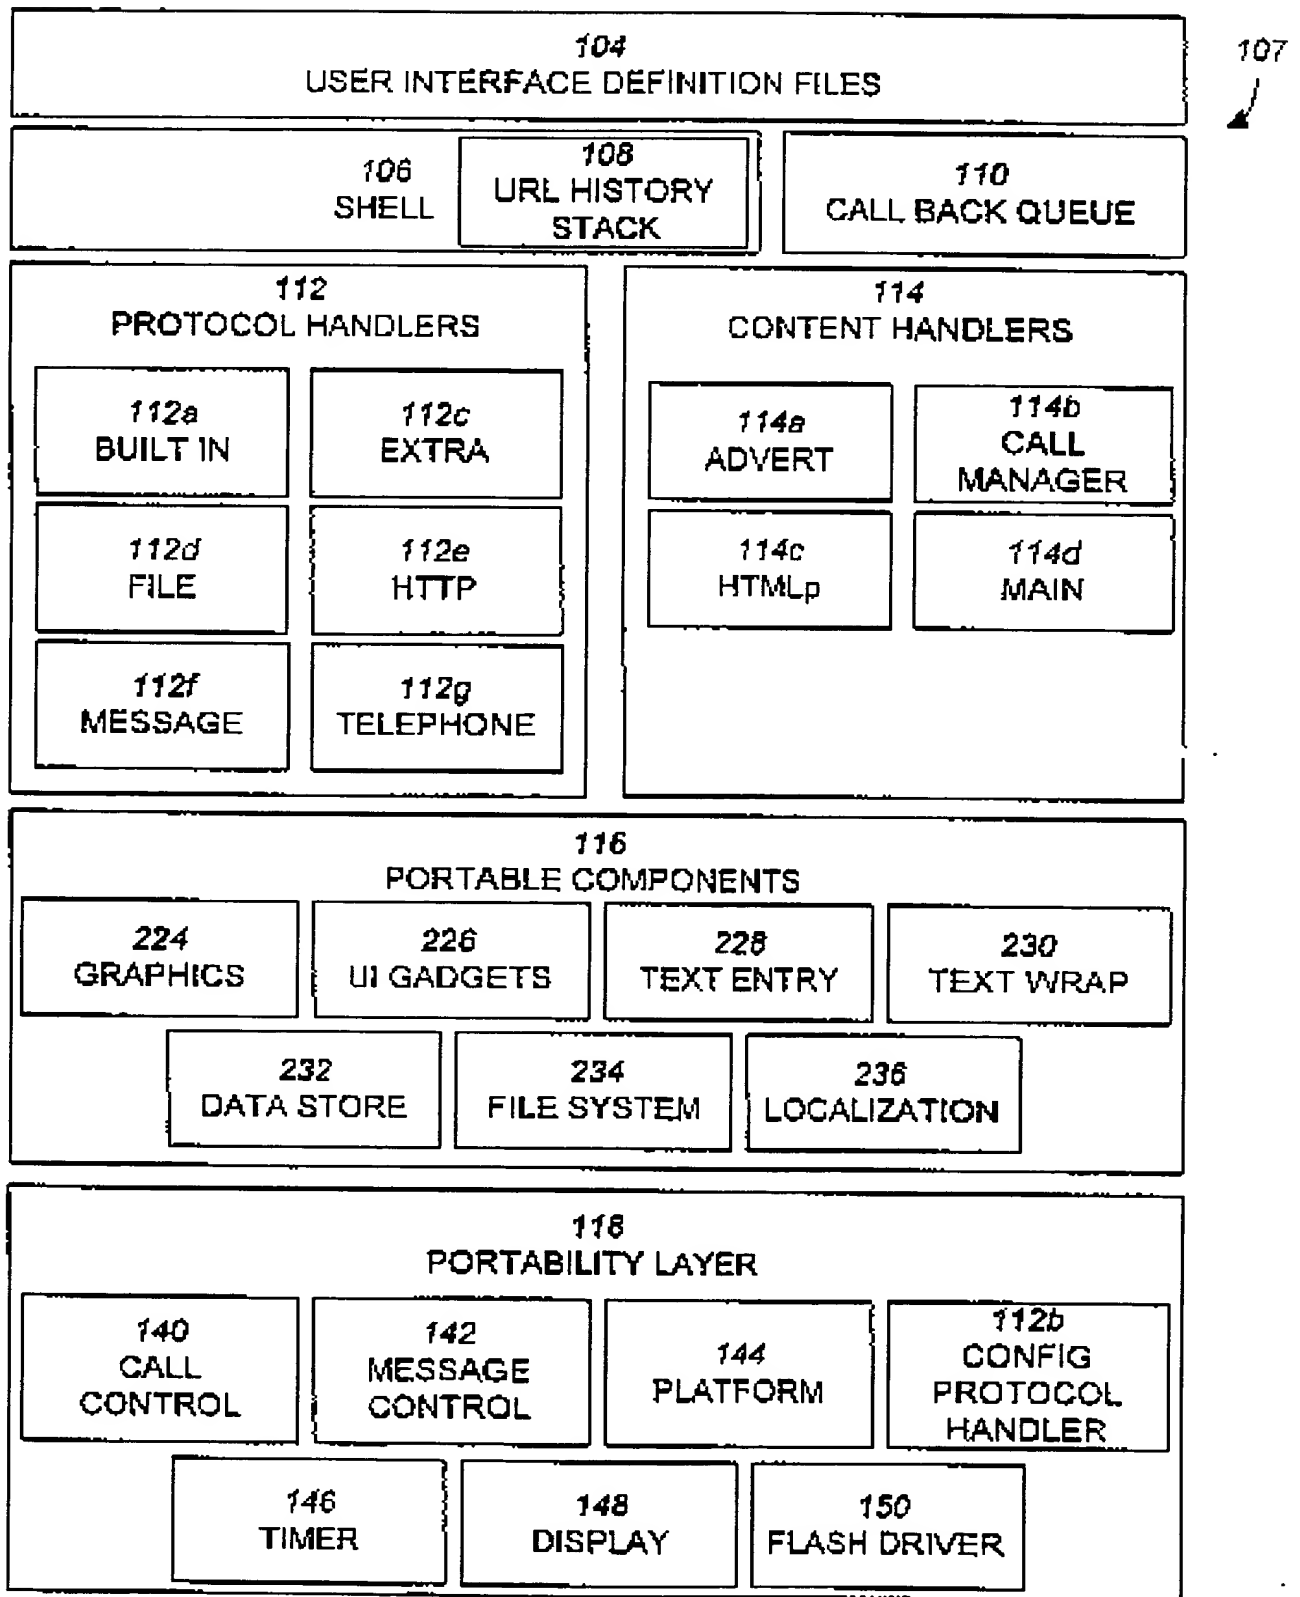 104
USER INTERFACE DEFINITION FILES
107
106
SHELL
108
URL HISTORY
STACK
110
CALL BACK QUEUE
112
PROTOCOL HANDLERS
112a
BUILT IN
112c
EXTRA
112d
FILE
112e
HTTP
112f
MESSAGE
112g
TELEPHONE
114
CONTENT HANDLERS
114a
ADVERT
114b
CALL
MANAGER
114c
HTMLp
114d
MAIN
116
PORTABLE COMPONENTS
224
GRAPHICS
226
UI GADGETS
228
TEXT ENTRY
230
TEXT WRAP
232
DATA STORE
234
FILE SYSTEM
236
LOCALIZATION
118
PORTABILITY LAYER
140
CALL
CONTROL
142
MESSAGE
CONTROL
144
PLATFORM
112b
CONFIG
PROTOCOL
HANDLER
146
TIMER
148
DISPLAY
150
FLASH DRIVER